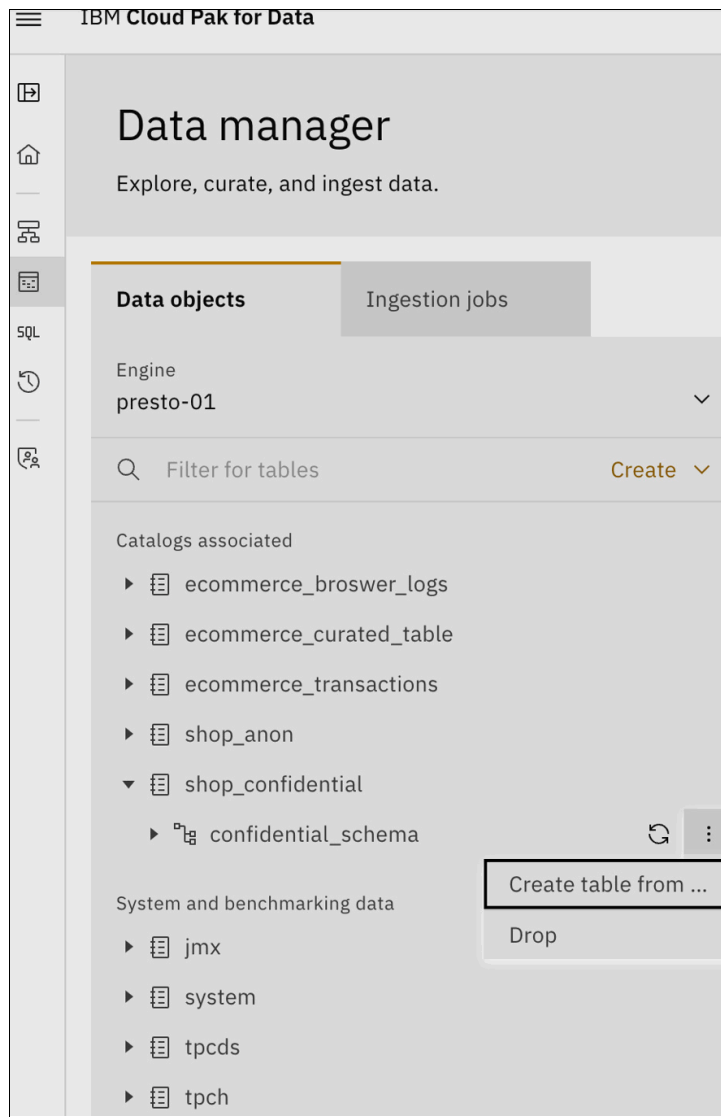 IBM Cloud Pak for Data
Data manager
Explore, curate, and ingest data.
Data objects
Ingestion jobs
SQL
Engine
presto-01
Filter for tables
Create
Catalogs associated
ecommerce_broswer_logs
ecommerce_curated_table
ecommerce_transactions
shop_anon
shop_confidential
confidential_schema
Create table from ...
System and benchmarking data
Drop
jmx
system
tpcds
tpch